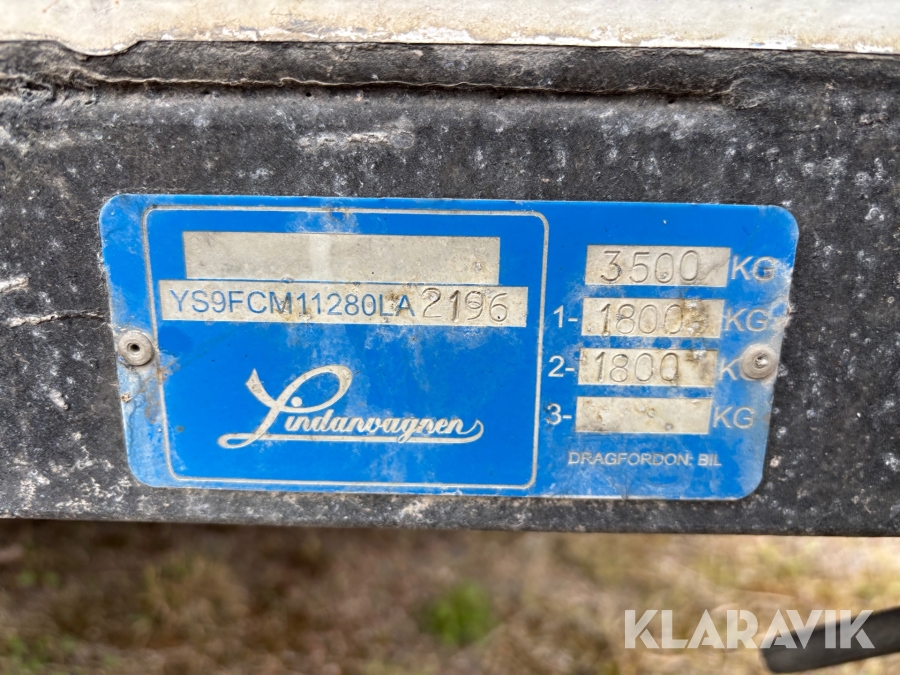 YS9FCM11280LA2196
Lindanvagnen
3500 KG
1- 1800 KG
2- 1800 K
3- KG
DRAGFORDON: BIL
KLARAVIK